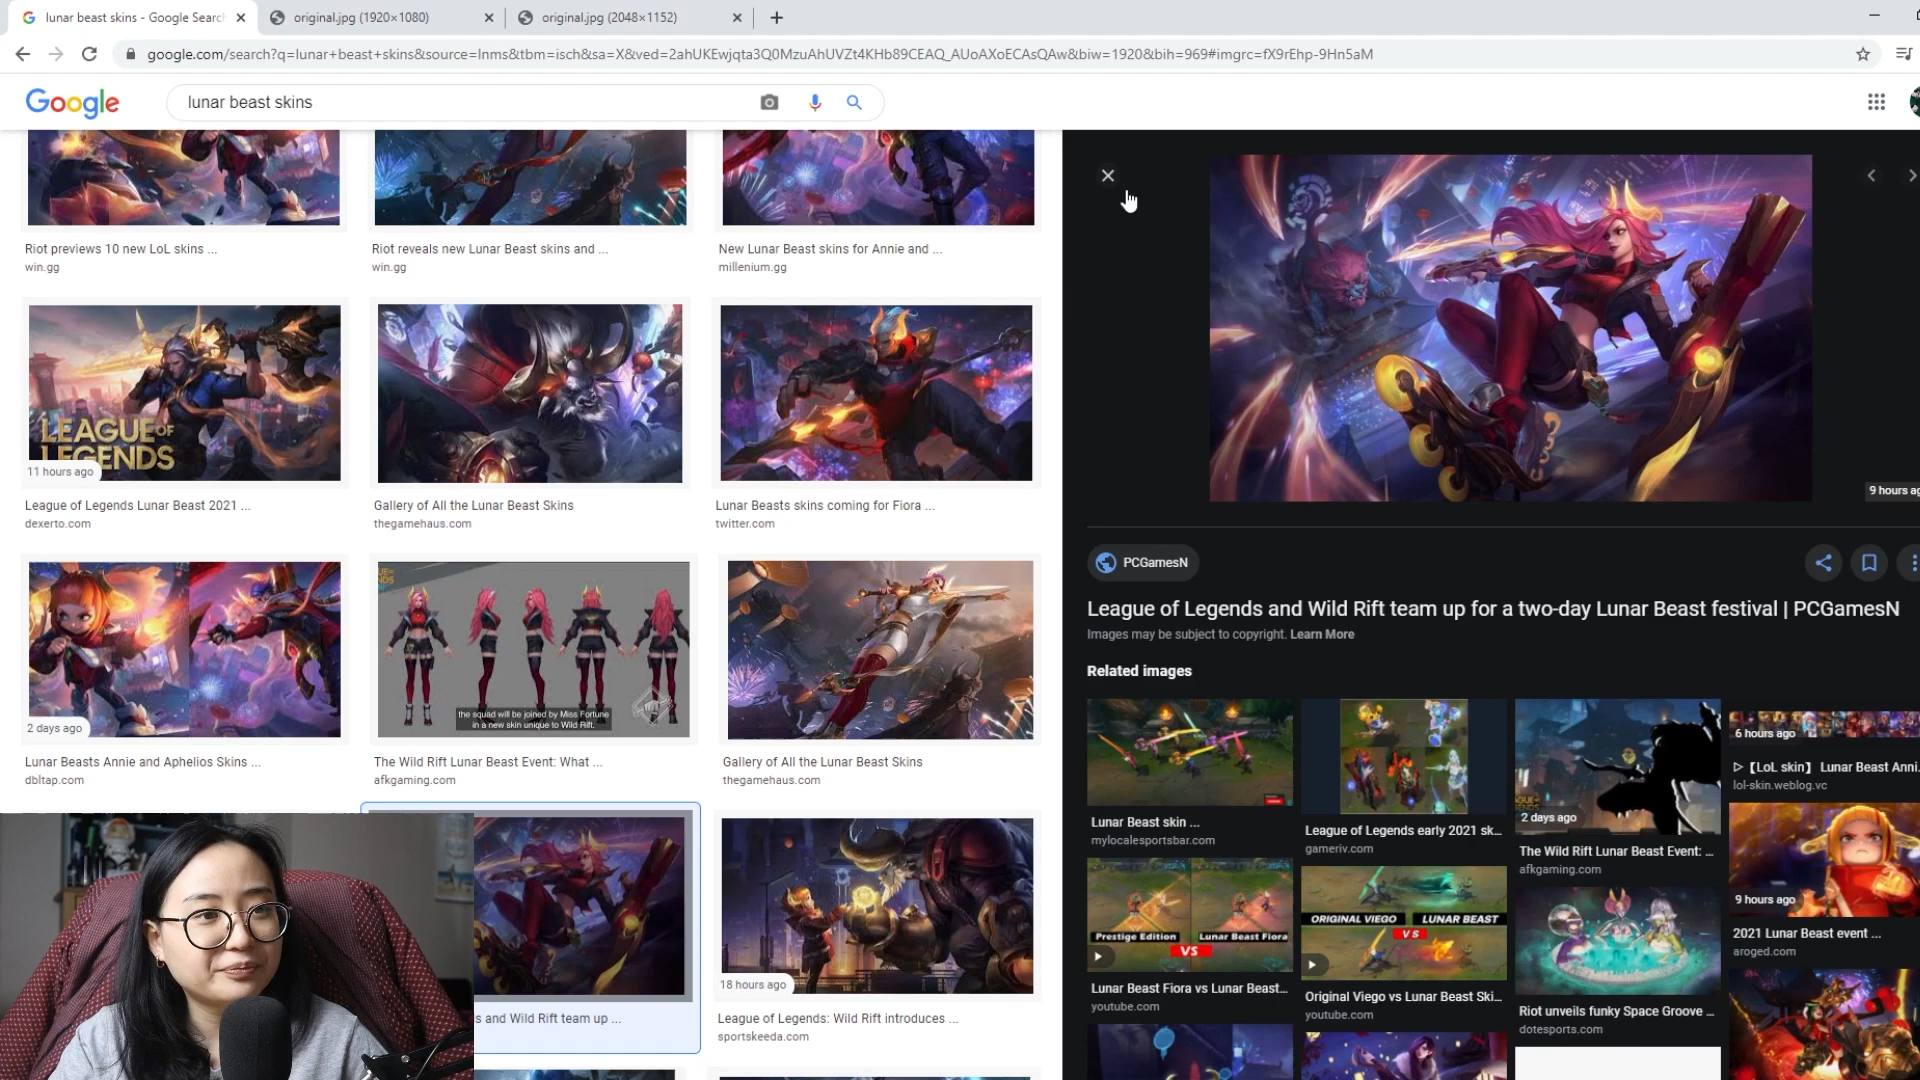 lunar beast skins - Google Search
original.jpg (1920×1080)
original.jpg (2048×1152)
google.com/search?q=lunar+beast+skins&source=lnms&tbm=isch&sa=X&ved=2ahUKEwjqta3Q0MzuAhUVZt4KHb89CEAQ_AUoAXoECAsQAw&biw=1920&bih=969#imgrc=fX9rEhp-9Hn5aM
Google
lunar beast skins
Riot previews 10 new LoL skins ...
win.gg
Riot reveals new Lunar Beast skins and ...
win.gg
New Lunar Beast skins for Annie and ...
millenium.gg
LEAGUE OF
LEGENDS
11 hours ago
League of Legends Lunar Beast 2021 ...
dexerto.com
Gallery of All the Lunar Beast Skins
thegamehaus.com
Lunar Beasts skins coming for Fiora ...
twitter.com
2 days ago
Lunar Beasts Annie and Aphelios Skins ...
dbltap.com
the squad will be joined by Miss Fortune
in a new skin unique to Wild Rift.
The Wild Rift Lunar Beast Event: What ...
afkgaming.com
Gallery of All the Lunar Beast Skins
thegamehaus.com
s and Wild Rift team up ...
18 hours ago
League of Legends: Wild Rift introduces ...
sportskeeda.com
9 hours ag
PCGamesN
League of Legends and Wild Rift team up for a two-day Lunar Beast festival | PCGamesN
Images may be subject to copyright. Learn More
Related images
Lunar Beast skin ...
mylocalesportsbar.com
League of Legends early 2021 sk...
gameriv.com
2 days ago
The Wild Rift Lunar Beast Event: ...
afkgaming.com
6 hours ago
▷【LoL skin】 Lunar Beast Anni.
lol-skin.weblog.vc
Prestige Edition
Lunar Beast Fiora
VS
Lunar Beast Fiora vs Lunar Beast...
youtube.com
ORIGINAL VIEGO
LUNAR BEAST
VS
Original Viego vs Lunar Beast Ski...
youtube.com
Riot unveils funky Space Groove ...
dotesports.com
9 hours ago
2021 Lunar Beast event ...
aroged.com